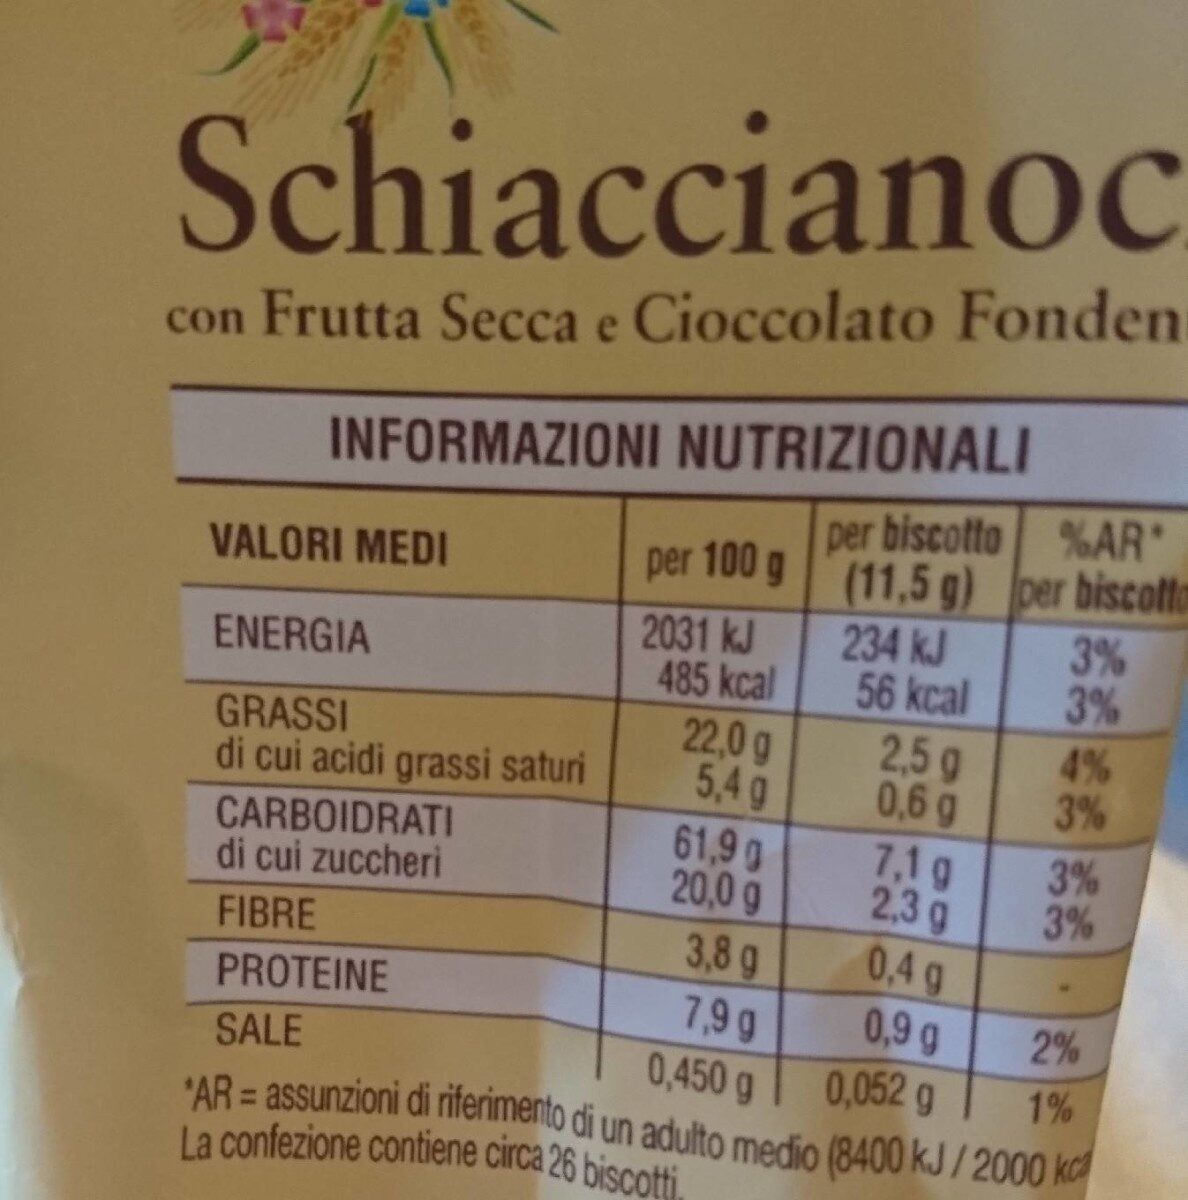 Schiaccianoc
con Frutta Secca e Cioccolato Fonden
INFORMAZIONI NUTRIZIONALI
VALORI MEDI per 100 g per biscotto (11,5 g) %AR* per biscotto
ENERGIA 2031 kJ 234 kJ 3%
485 kcal 56 kcal 3%
GRASSI 22,0 g 2,5 g 4%
di cui acidi grassi saturi 5,4 g 0,6 g 3%
CARBOIDRATI 61,9 g 7,1 g 3%
di cui zuccheri 20,0 g 2,3 g 3%
FIBRE 3,8 g 0,4 g -
PROTEINE 7,9 g 0,9 g 2%
SALE 0,450 g 0,052 g 1%
*AR = assunzioni di riferimento di un adulto medio (8400 kJ / 2000 kcal
La confezione contiene circa 26 biscotti.